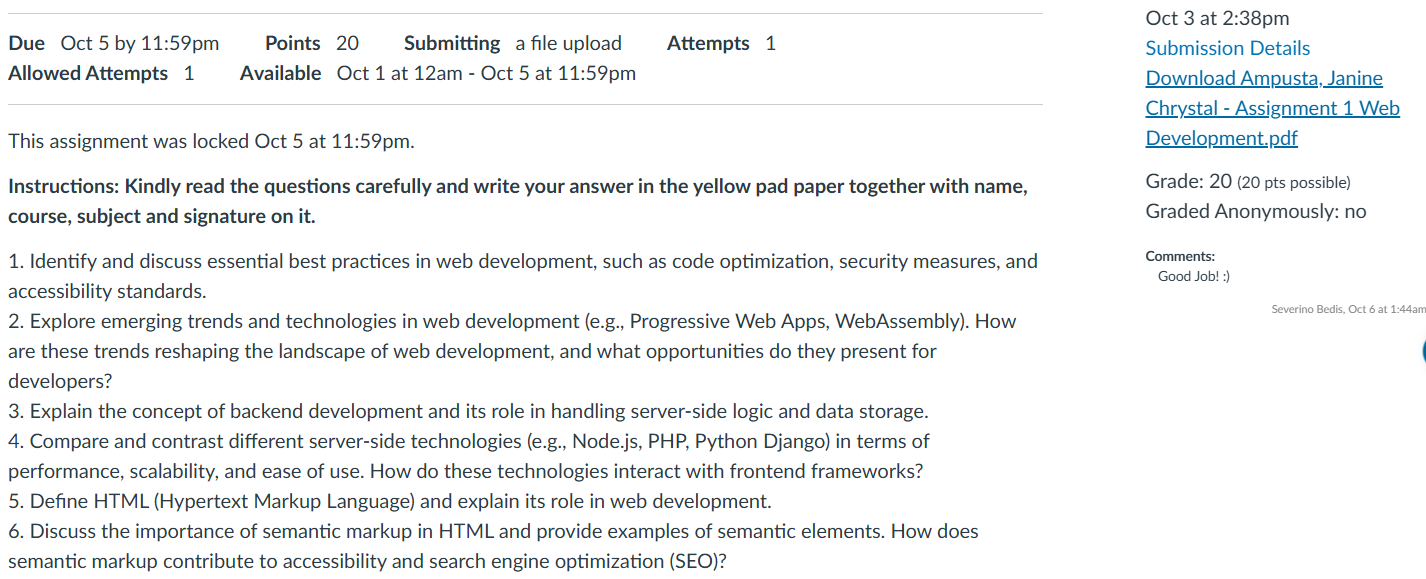 Due Oct 5 by 11:59pm Points 20 Submitting a file upload Attempts 1
Allowed Attempts 1 Available Oct 1 at 12am - Oct 5 at 11:59pm
This assignment was locked Oct 5 at 11:59pm.
Instructions: Kindly read the questions carefully and write your answer in the yellow pad paper together with name,
course, subject and signature on it.
1. Identify and discuss essential best practices in web development, such as code optimization, security measures, and
accessibility standards.
2. Explore emerging trends and technologies in web development (e.g., Progressive Web Apps, WebAssembly). How
are these trends reshaping the landscape of web development, and what opportunities do they present for
developers?
3. Explain the concept of backend development and its role in handling server-side logic and data storage.
4. Compare and contrast different server-side technologies (e.g., Node.js, PHP, Python Django) in terms of
performance, scalability, and ease of use. How do these technologies interact with frontend frameworks?
5. Define HTML (Hypertext Markup Language) and explain its role in web development.
6. Discuss the importance of semantic markup in HTML and provide examples of semantic elements. How does
semantic markup contribute to accessibility and search engine optimization (SEO)?
Oct 3 at 2:38pm
Submission Details
Download Ampusta, Janine
Chrystal - Assignment 1 Web
Development.pdf
Grade: 20 (20 pts possible)
Graded Anonymously: no
Comments:
Good Job! :)
Severino Bedis, Oct 6 at 1:44am